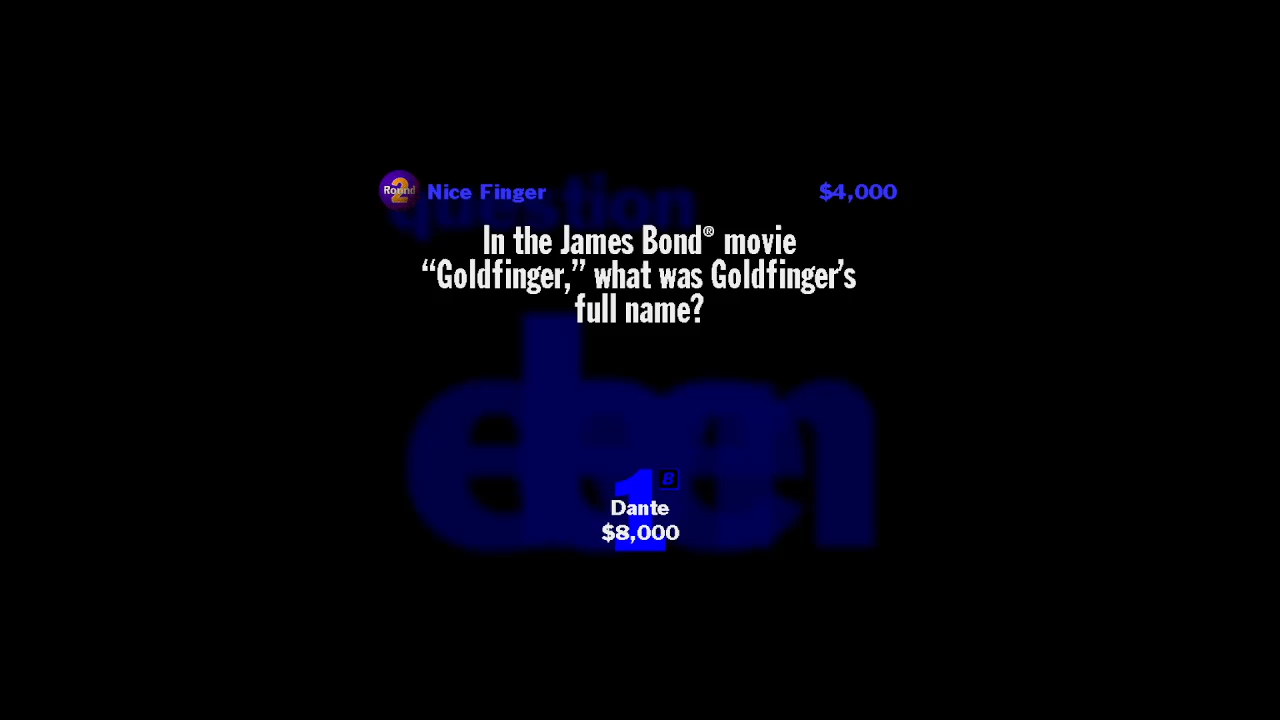 Round 2 Nice Finger $4,000
question
In the James Bond® movie
“Goldfinger,” what was Goldfinger’s
full name?
1 B
Dante
$8,000